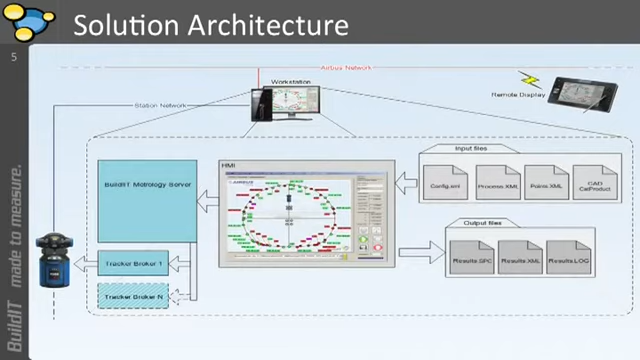 Solution Architecture
5
Airbus Network
Workstation
Remote Display
Station Network
BuildIT Metrology Server
HMI
AIRBUS
Input files
Config.xml
Process.XML
Points.XML
CAD
CatProduct
Output files
Results.SPC
Results.XML
Results.LOG
Tracker Broker 1
Tracker Broker N
BuildIT made to measure.